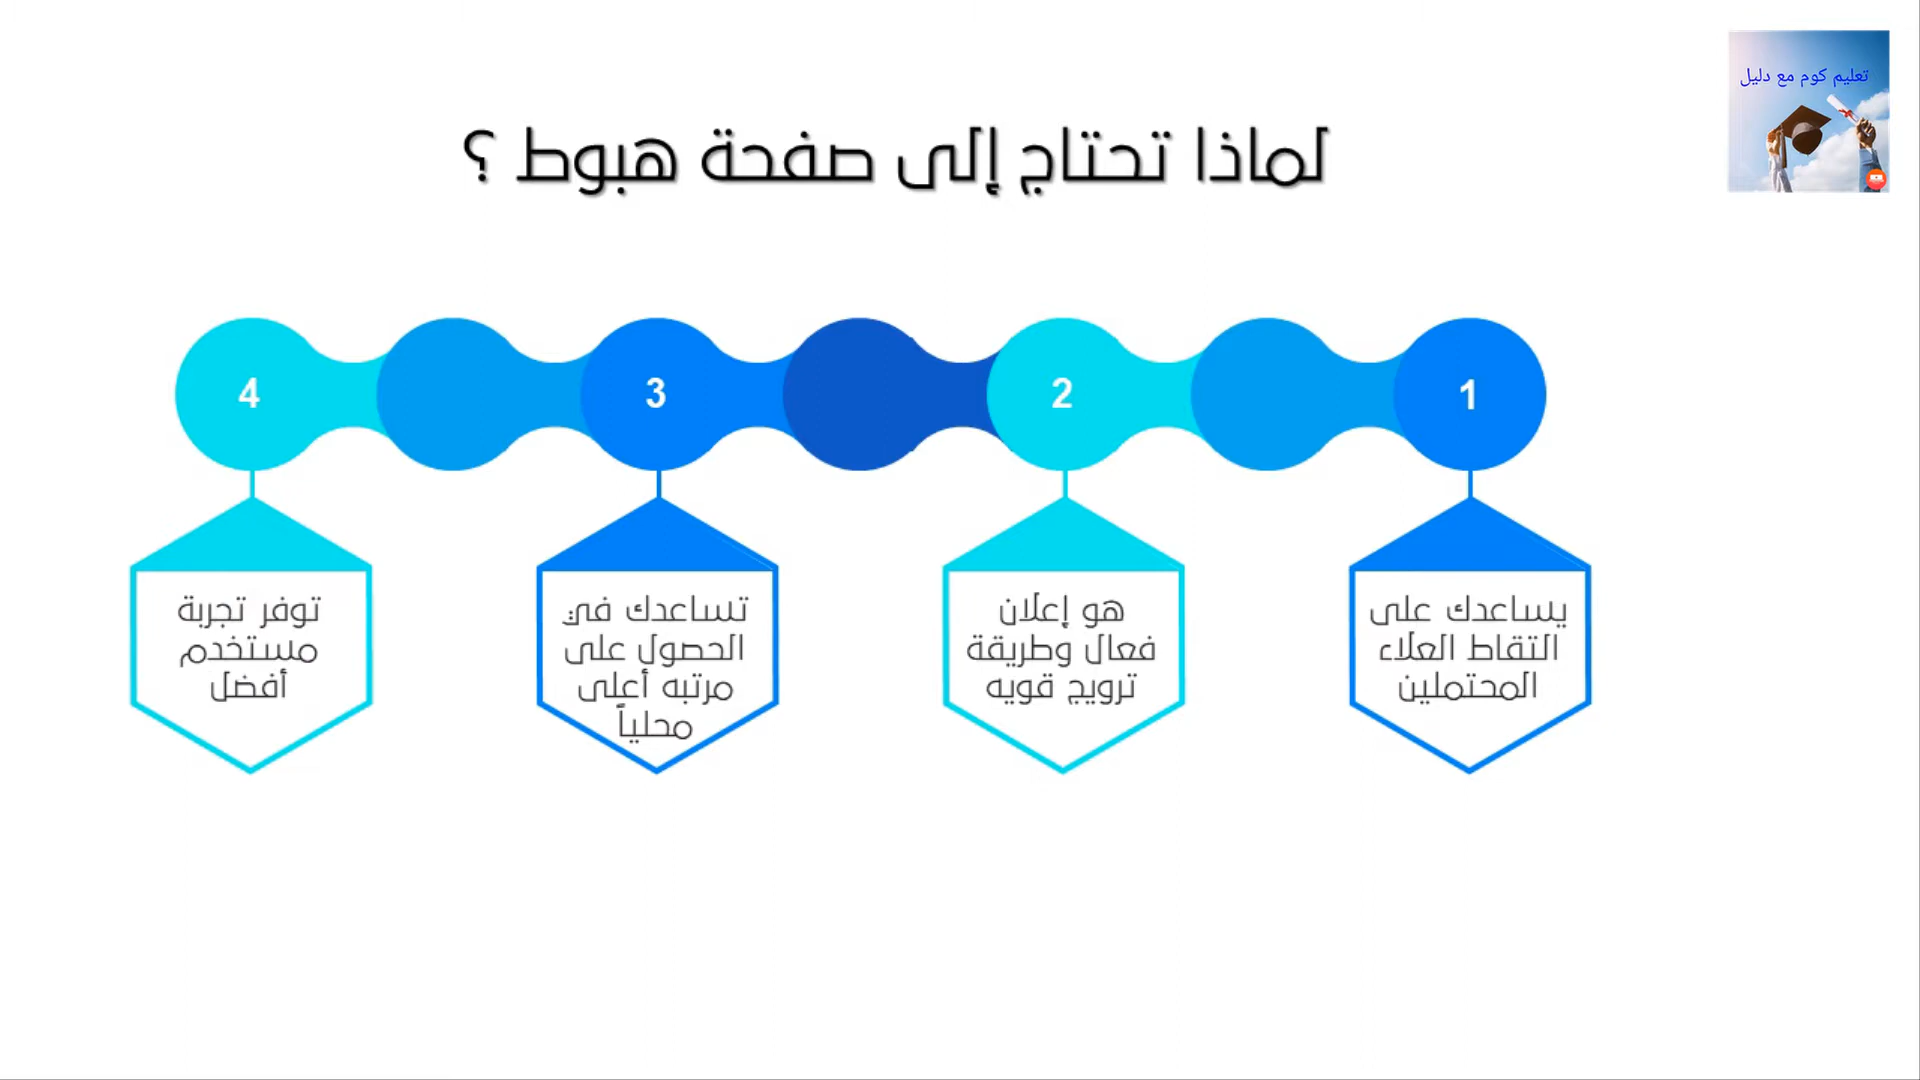 تعليم كوم مع دليل
لماذا تحتاج إلى صفحة هبوط ؟
1
2
3
4
يساعدك على
التقاط العلاء
المحتملين
هو إعلان
فعال وطريقة
ترويج قويه
تساعدك في
الحصول على
مرتبه أعلى
محلياً
توفر تجربة
مستخدم
أفضل